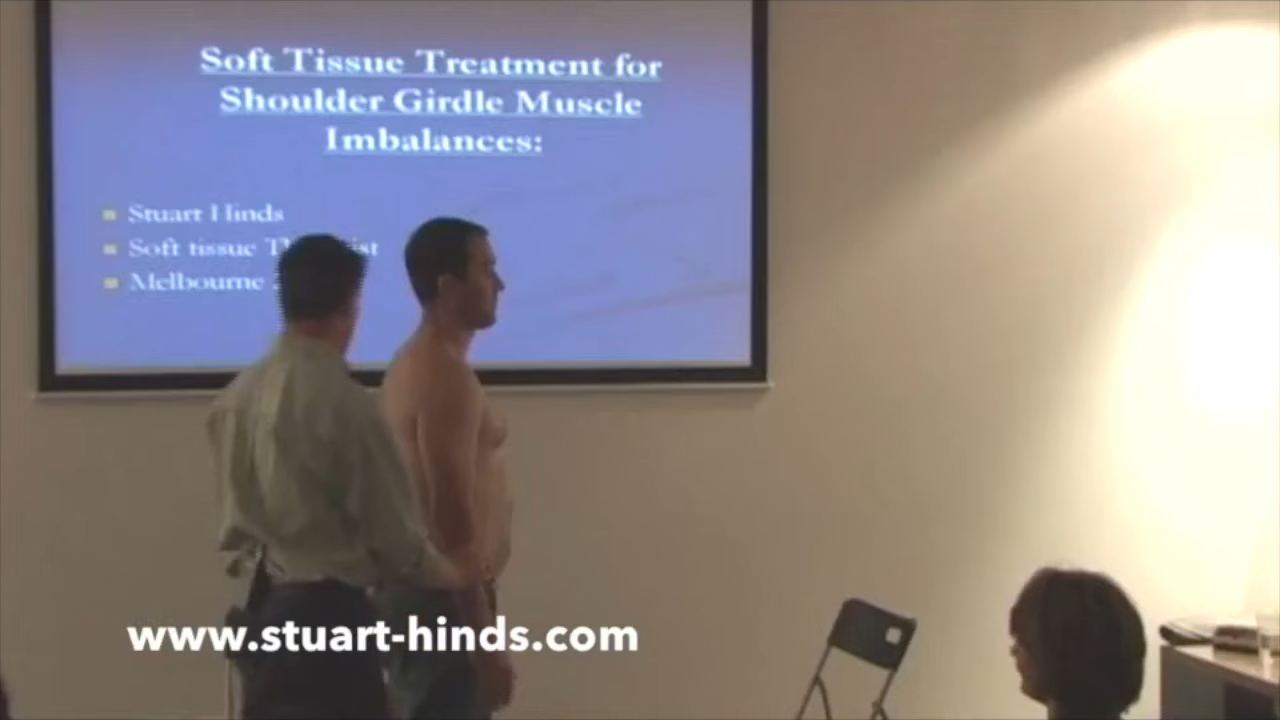 Soft Tissue Treatment for
Shoulder Girdle Muscle
Imbalances:
Stuart Hinds
Soft tissue
Melbourne
www.stuart-hinds.com